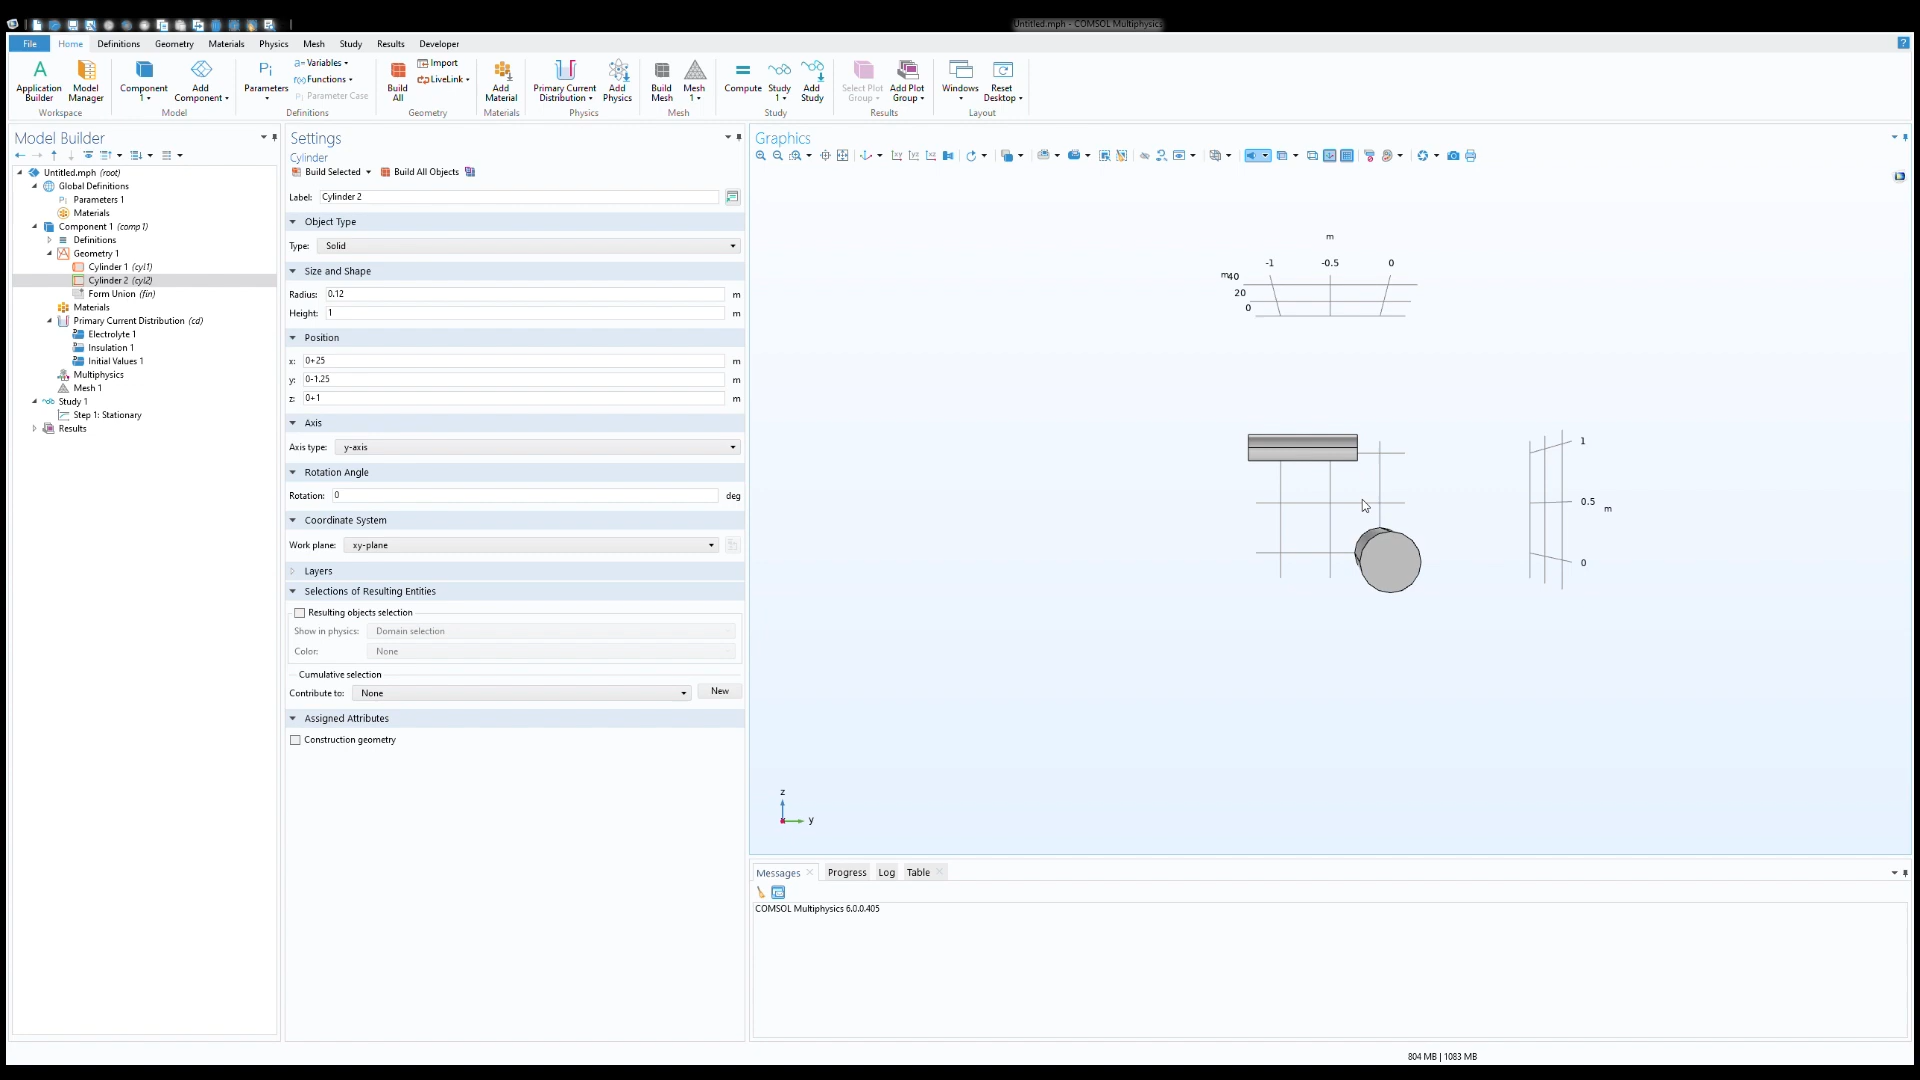 Untitled.mph - COMSOL Multiphysics
File Home Definitions Geometry Materials Physics Mesh Study Results Developer
Application Builder
Model Manager
Workspace
Component 1
Add Component
Model
Pi Parameters
a= Variables
f(x) Functions
Pi Parameter Case
Definitions
Build All
Import
LiveLink
Geometry
Add Material
Materials
Primary Current Distribution
Add Physics
Physics
Build Mesh
Mesh 1
Mesh
Compute
Study 1
Add Study
Study
Select Plot Group
Add Plot Group
Results
Windows
Reset Desktop
Layout
Model Builder
Untitled.mph (root)
Global Definitions
Pi Parameters 1
Materials
Component 1 (comp1)
Definitions
Geometry 1
Cylinder 1 (cyl1)
Cylinder 2 (cyl2)
Form Union (fin)
Materials
Primary Current Distribution (cd)
Electrolyte 1
Insulation 1
Initial Values 1
Multiphysics
Mesh 1
Study 1
Step 1: Stationary
Results
Settings
Cylinder
Build Selected Build All Objects
Label: Cylinder 2
Object Type
Type: Solid
Size and Shape
Radius: 0.12 m
Height: 1 m
Position
x: 0+25 m
y: 0-1.25 m
z: 0+1 m
Axis
Axis type: y-axis
Rotation Angle
Rotation: 0 deg
Coordinate System
Work plane: xy-plane
Layers
Selections of Resulting Entities
Resulting objects selection
Show in physics: Domain selection
Color: None
Cumulative selection
Contribute to: None New
Assigned Attributes
Construction geometry
Graphics
m
-1 -0.5 0
m40
20
0
1
0.5
m
0
z
y
Messages Progress Log Table
COMSOL Multiphysics 6.0.0.405
804 MB | 1083 MB